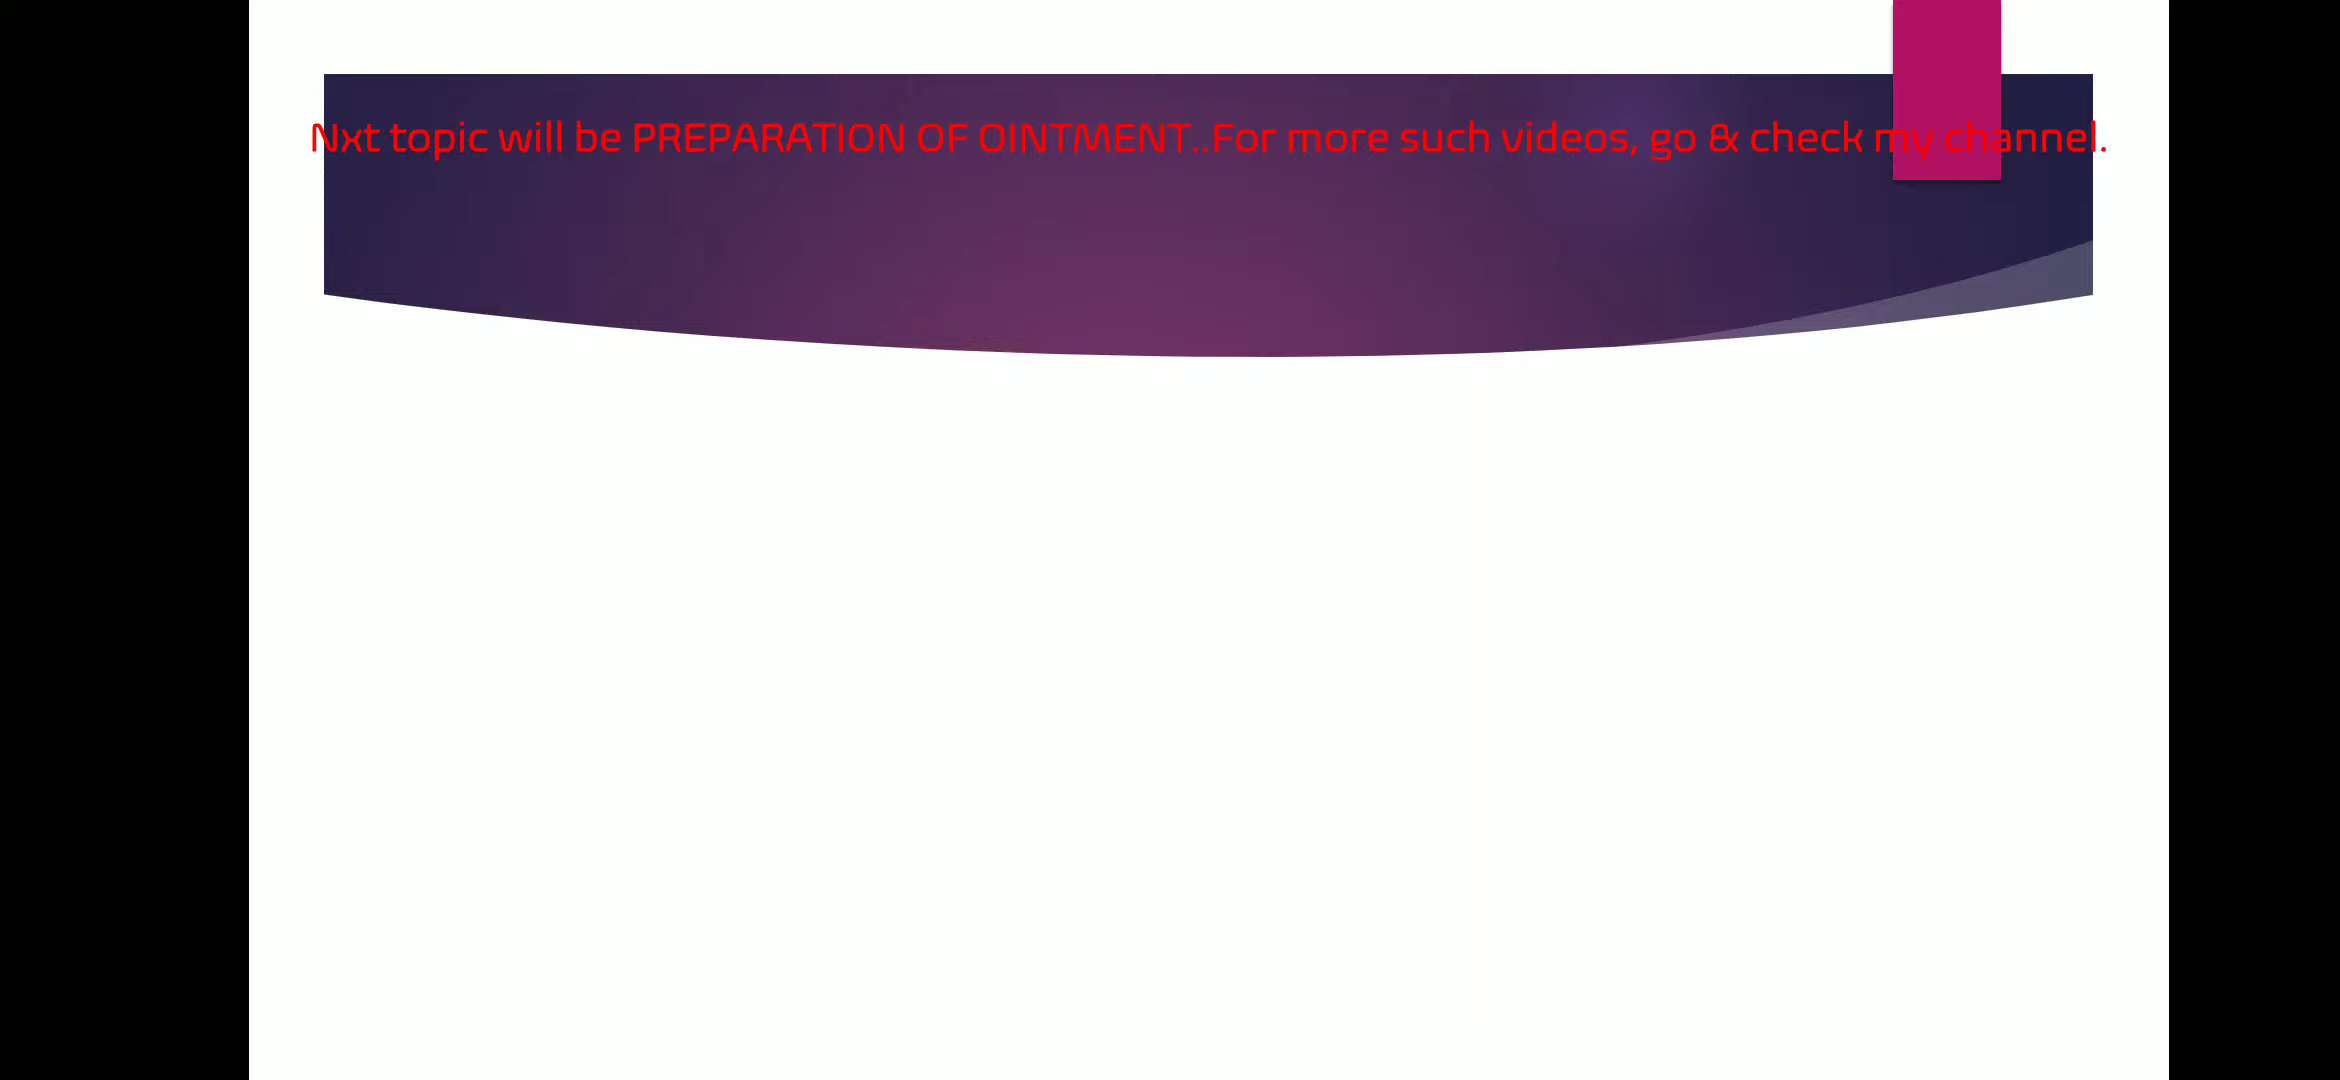 Nxt topic will be PREPARATION OF OINTMENT..For more such videos, go & check my channel.